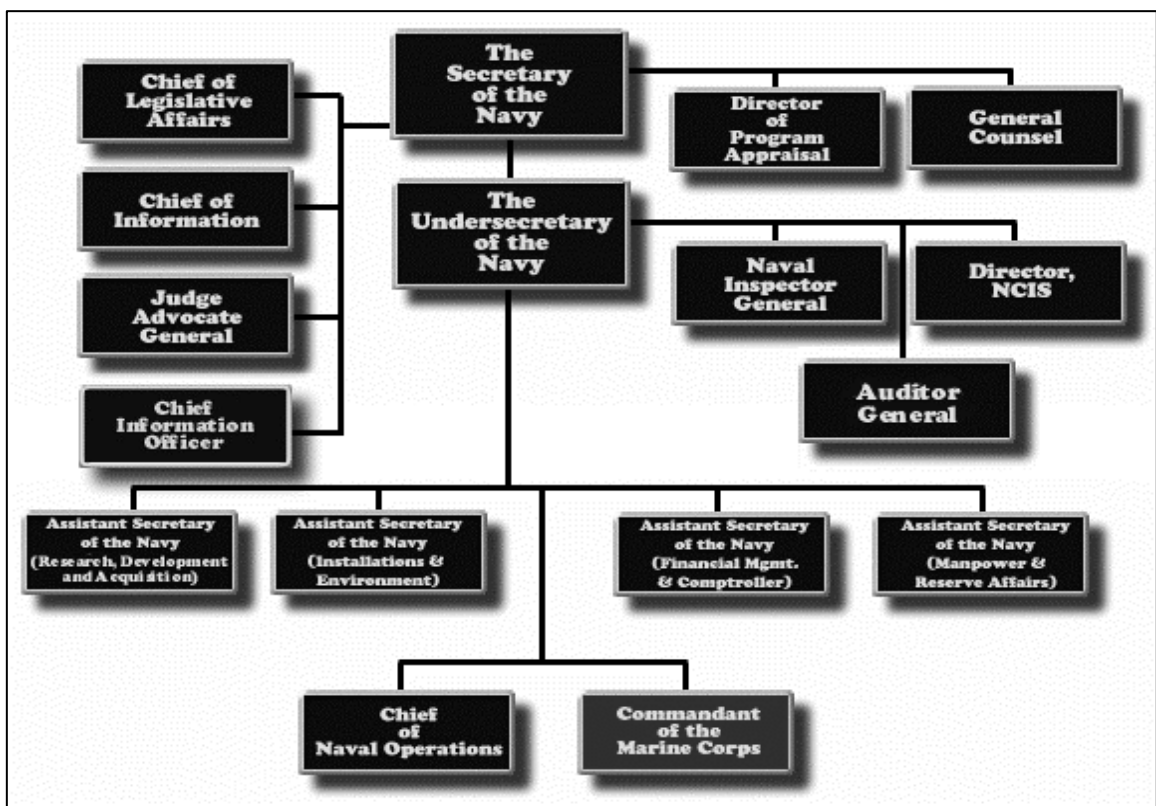 The
Secretary
of the
Navy
Chief of
Legislative
Affairs
Director
of
Program
Appraisal
General
Counsel
Chief of
Information
The
Undersecretary
of the
Navy
Naval
Inspector
General
Director,
NCIS
Judge
Advocate
General
Auditor
General
Chief
Information
Officer
Assistant Secretary
of the Navy
(Research, Development
and Acquisition)
Assistant Secretary
of the Navy
(Installations &
Environment)
Assistant Secretary
of the Navy
(Financial Mgmt.
& Comptroller)
Assistant Secretary
of the Navy
(Manpower &
Reserve Affairs)
Chief
of
Naval Operations
Commandant
of the
Marine Corps